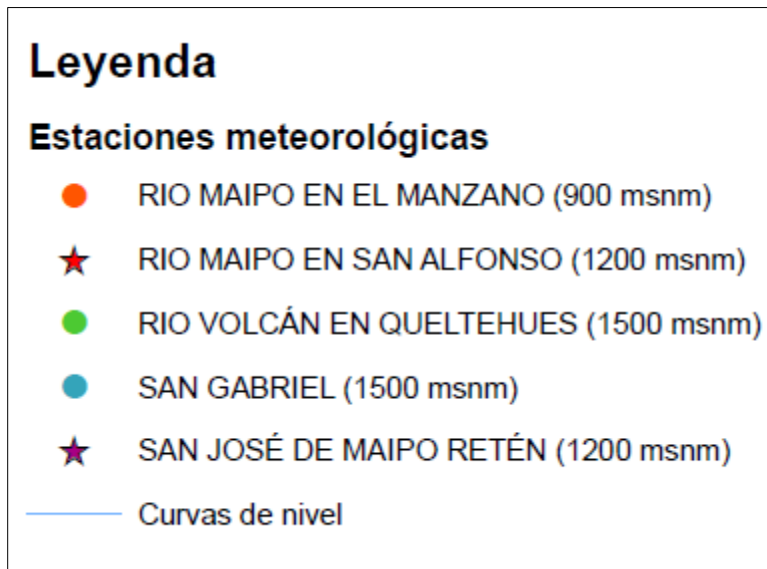 Leyenda
Estaciones meteorológicas
RIO MAIPO EN EL MANZANO (900 msnm)
RIO MAIPO EN SAN ALFONSO (1200 msnm)
RIO VOLCÁN EN QUELTEHUES (1500 msnm)
SAN GABRIEL (1500 msnm)
SAN JOSÉ DE MAIPO RETÉN (1200 msnm)
Curvas de nivel